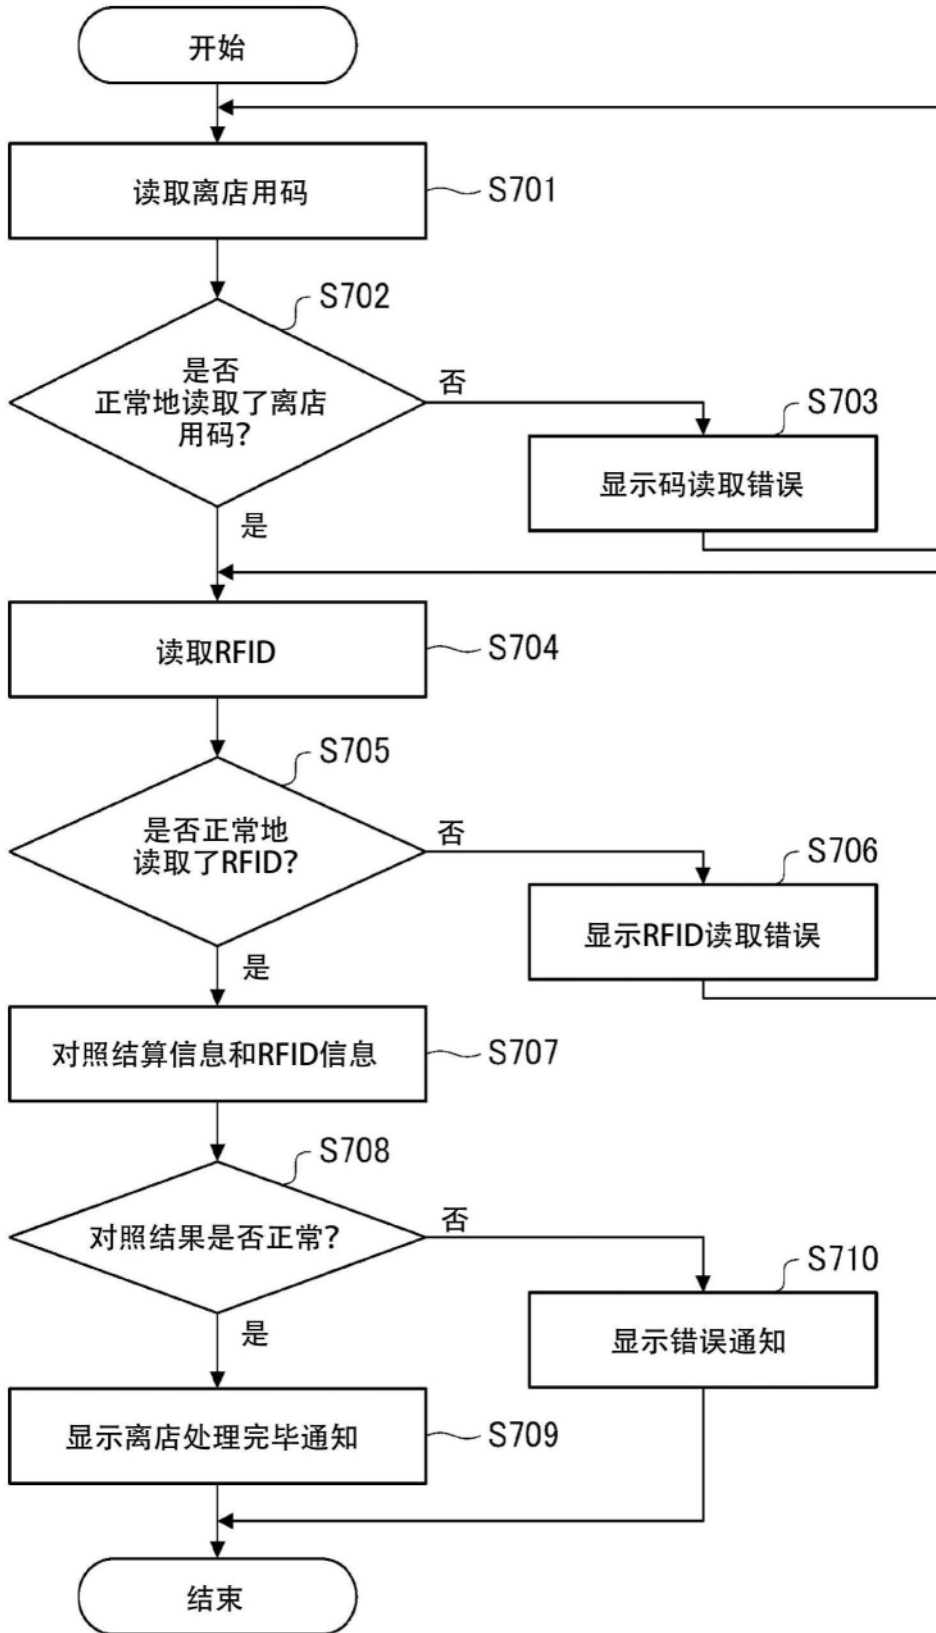 开始
读取离店用码
S701
S702
是否
正常地读取了离店
用码?
否
S703
显示码读取错误
是
读取RFID
S704
S705
是否正常地
读取了RFID?
否
S706
显示RFID读取错误
是
对照结算信息和RFID信息
S707
S708
对照结果是否正常?
否
S710
显示错误通知
是
显示离店处理完毕通知
S709
结束